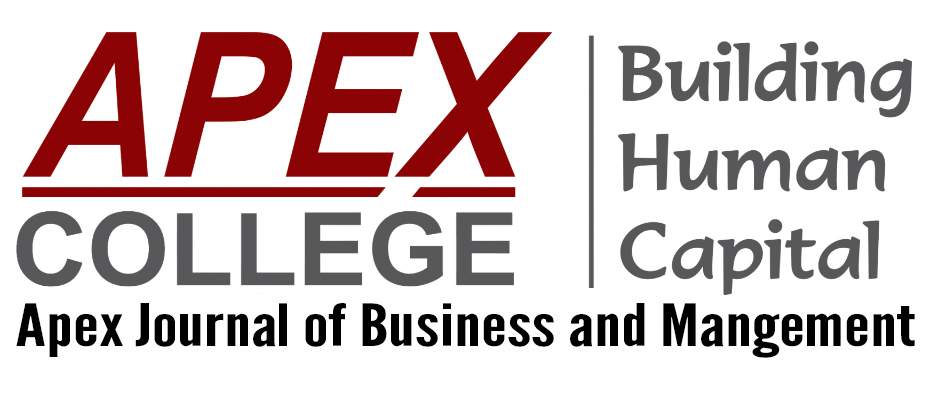 APEX
COLLEGE
Building
Human
Capital
Apex Journal of Business and Mangement